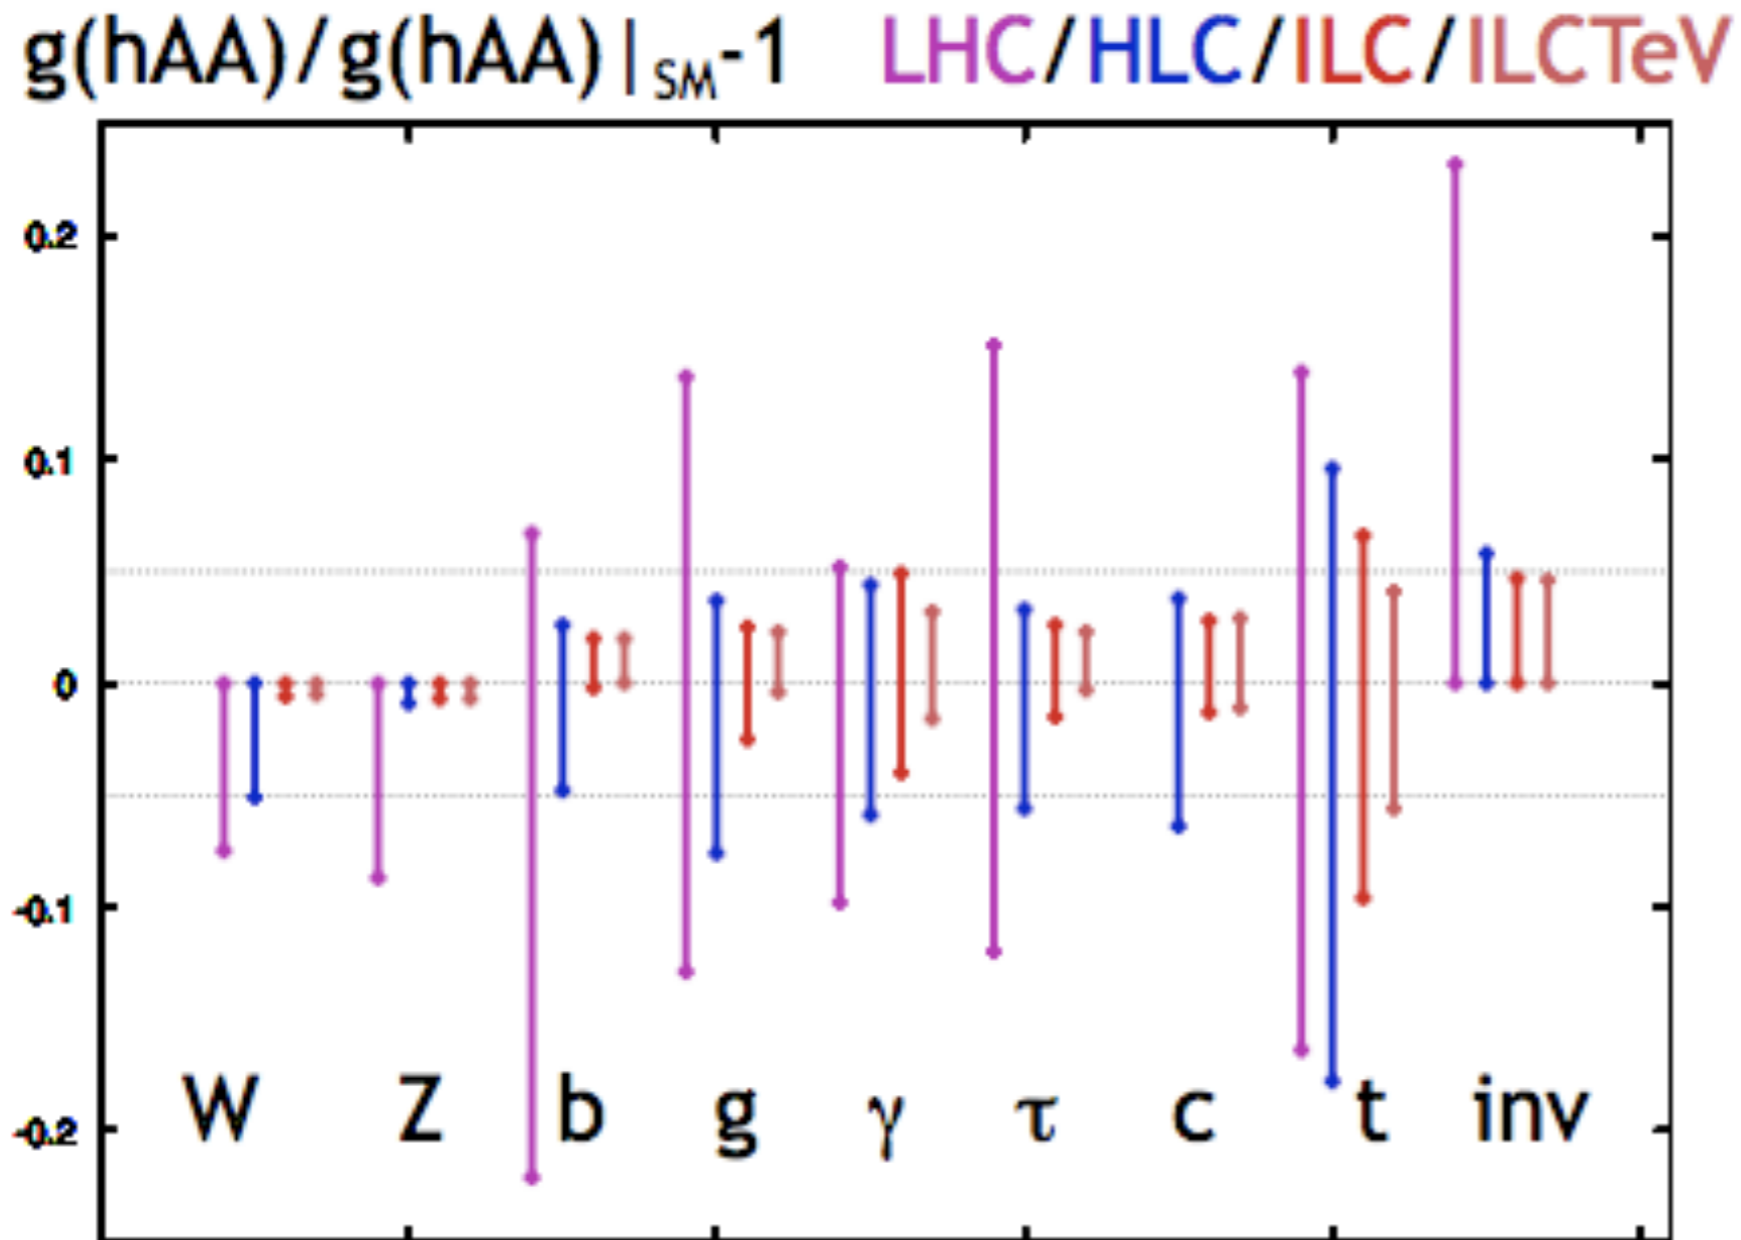 g(hAA)/g(hAA)|SM-1 LHC/HLC/ILC/ILCTeV
0.2
0.1
0
-0.1
-0.2
W Z b g γ τ c t inv